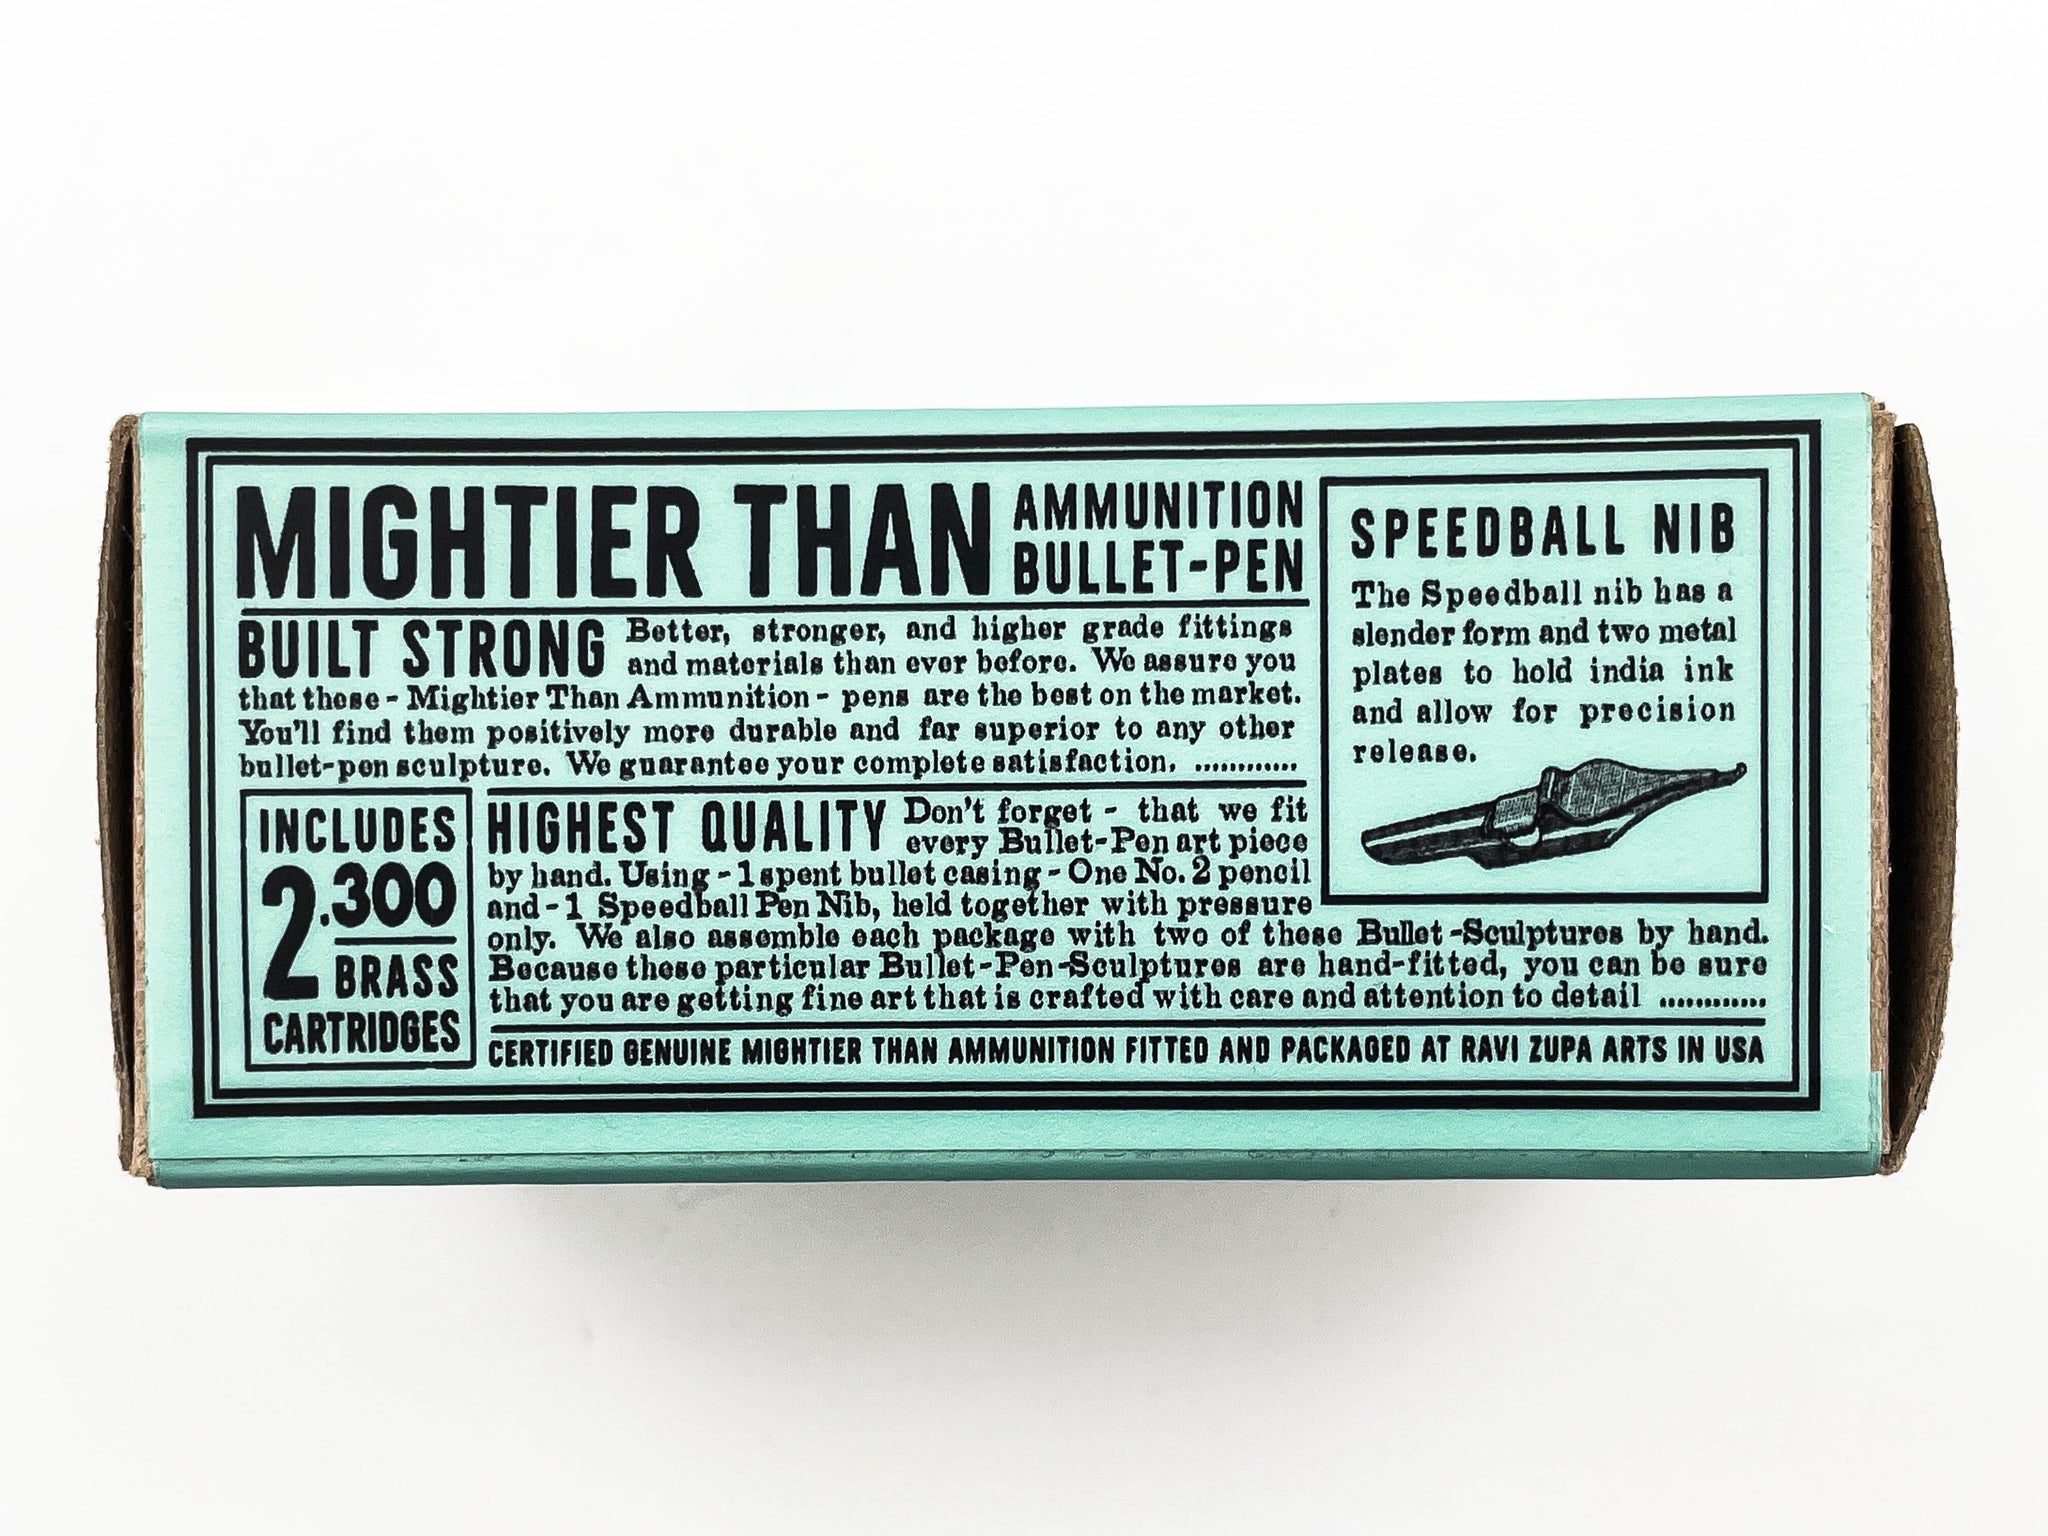 MIGHTIER THAN AMMUNITION
BULLET-PEN
BUILT STRONG Better, stronger, and higher grade fittings
and materials than ever before. We assure you
that these - Mightier Than Ammunition - pens are the best on the market.
You'll find them positively more durable and far superior to any other
bullet-pen sculpture. We guarantee your complete satisfaction. ............
INCLUDES
2 .300
BRASS
CARTRIDGES
HIGHEST QUALITY Don't forget - that we fit
every Bullet-Pen art piece
by hand. Using - 1 spent bullet casing - One No. 2 pencil
and - 1 Speedball Pen Nib, held together with pressure
only. We also assemble each package with two of these Bullet-Sculptures by hand.
Because these particular Bullet-Pen-Sculptures are hand-fitted, you can be sure
that you are getting fine art that is crafted with care and attention to detail ............
CERTIFIED GENUINE MIGHTIER THAN AMMUNITION FITTED AND PACKAGED AT RAVI ZUPA ARTS IN USA
SPEEDBALL NIB
The Speedball nib has a
slender form and two metal
plates to hold india ink
and allow for precision
release.